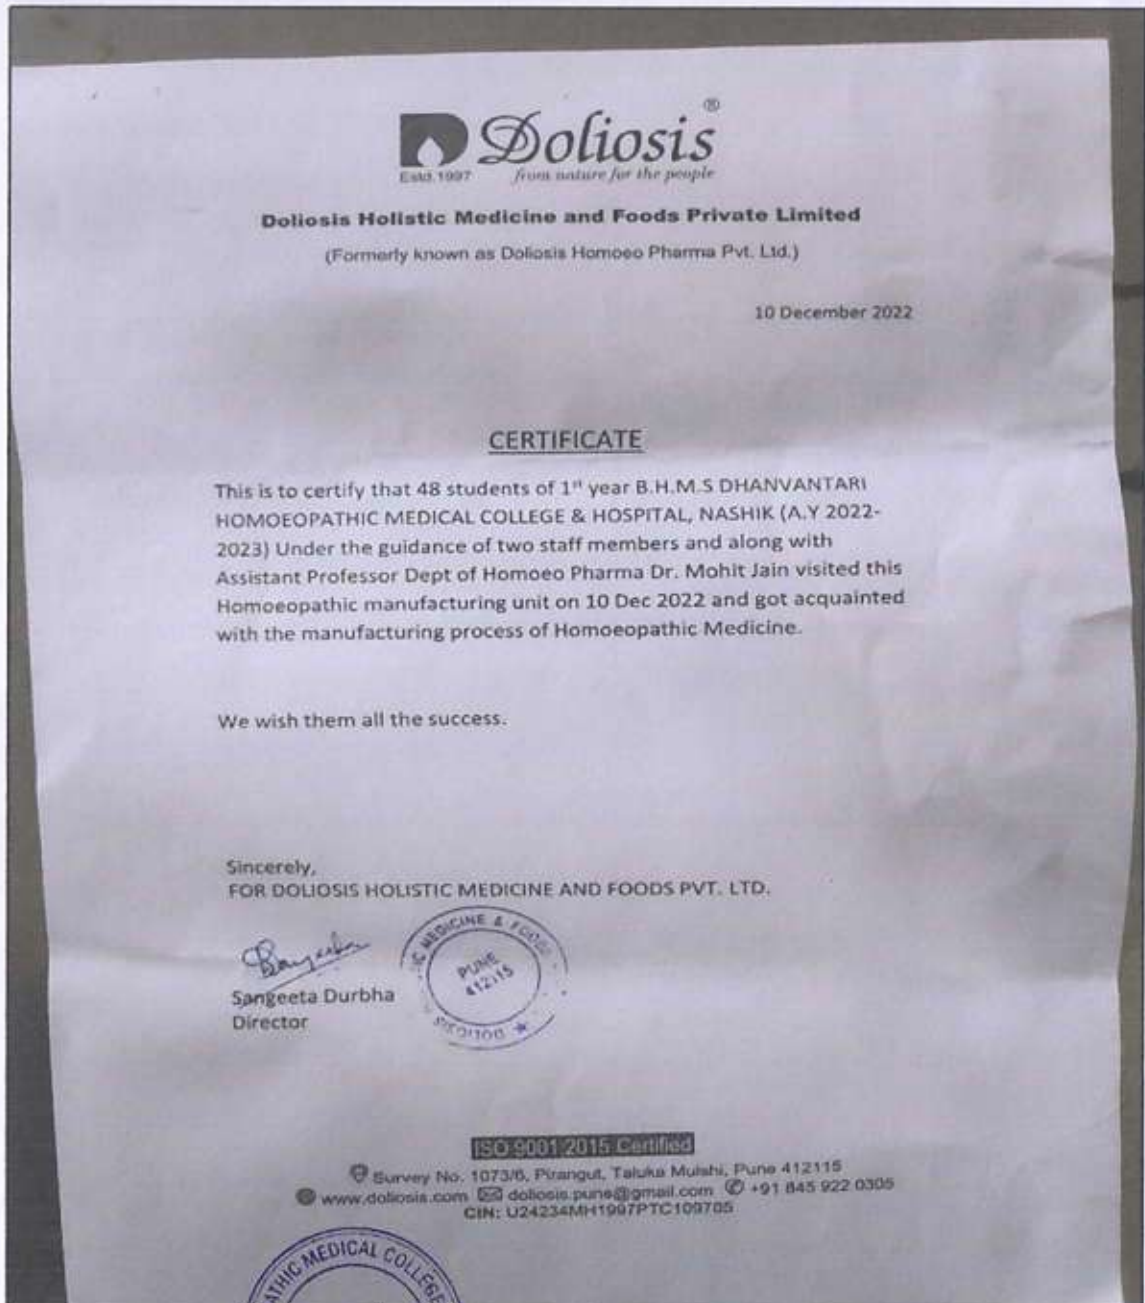 D Doliosis ®
Estd. 1997 from nature for the people
Doliosis Holistic Medicine and Foods Private Limited
(Formerly known as Doliosis Homoeo Pharma Pvt. Ltd.)
10 December 2022
CERTIFICATE
This is to certify that 48 students of 1st year B.H.M.S DHANVANTARI
HOMOEOPATHIC MEDICAL COLLEGE & HOSPITAL, NASHIK (A.Y 2022-
2023) Under the guidance of two staff members and along with
Assistant Professor Dept of Homoeo Pharma Dr. Mohit Jain visited this
Homoeopathic manufacturing unit on 10 Dec 2022 and got acquainted
with the manufacturing process of Homoeopathic Medicine.
We wish them all the success.
Sincerely,
FOR DOLIOSIS HOLISTIC MEDICINE AND FOODS PVT. LTD.
Sangeeta
IC MEDICINE & FOODS
PUNE
412115
DOLIOSIS
Sangeeta Durbha
Director
ISO 9001 2015 Certified
Survey No. 1073/6, Pirangut, Taluka Mulshi, Pune 412115
www.doliosis.com doliosis.pune@gmail.com +91 845 922 0305
CIN: U24234MH1997PTC109705
ATHIC MEDICAL COLLEGE